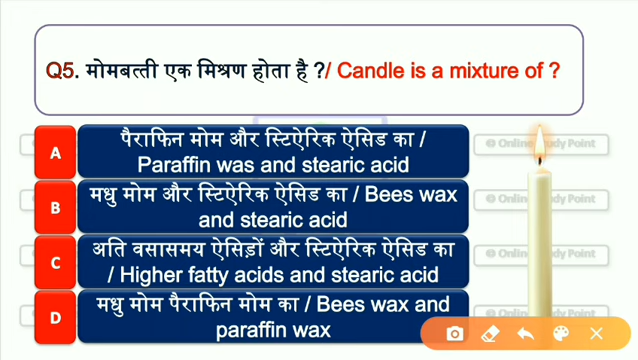 Q5. मोमबत्ती एक मिश्रण होता है ?/ Candle is a mixture of ?
A
पैराफिन मोम और स्टिऐरिक ऐसिड का /
Paraffin was and stearic acid
B
मधु मोम और स्टिऐरिक ऐसिड का / Bees wax
and stearic acid
C
अति वसासमय ऐसिड़ों और स्टिऐरिक ऐसिड का
/ Higher fatty acids and stearic acid
D
मधु मोम पैराफिन मोम का / Bees wax and
paraffin wax